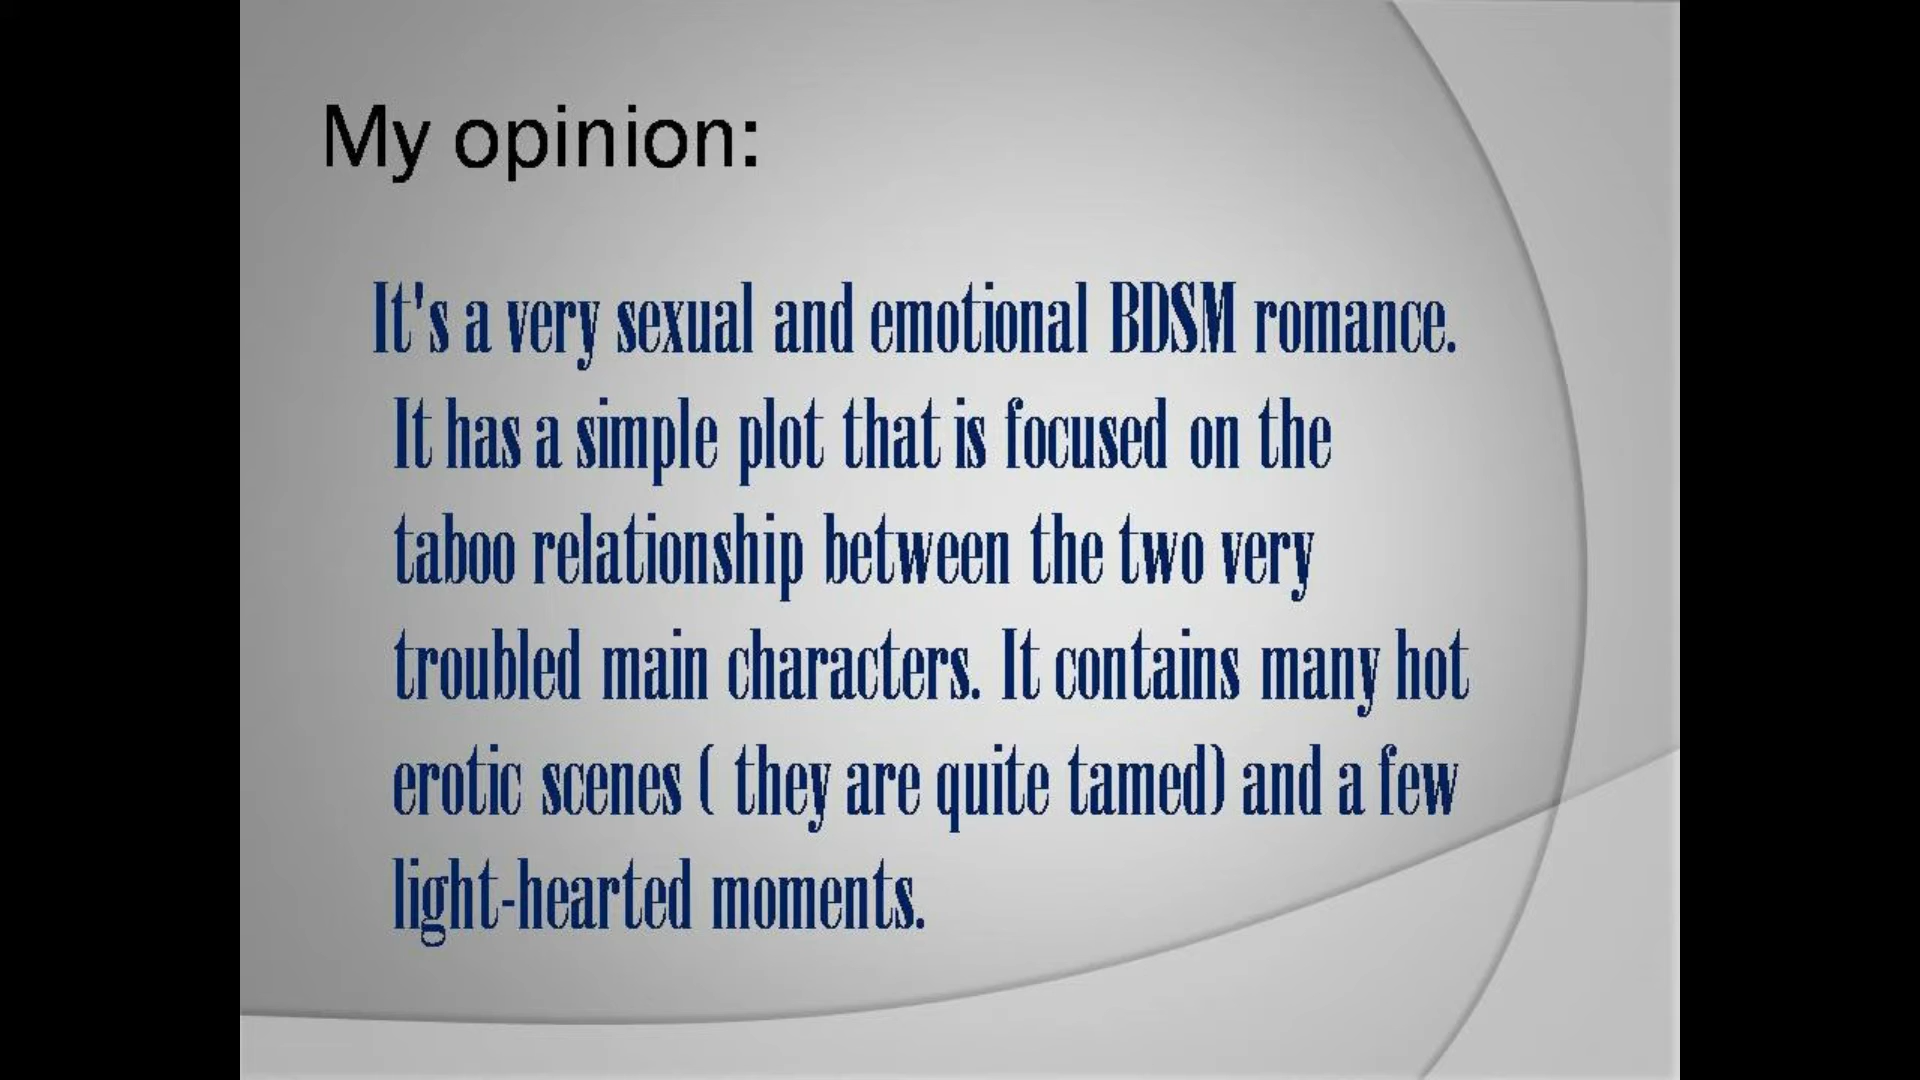 My opinion:
It's a very sexual and emotional BDSM romance.
It has a simple plot that is focused on the
taboo relationship between the two very
troubled main characters. It contains many hot
erotic scenes ( they are quite tamed) and a few
light-hearted moments.